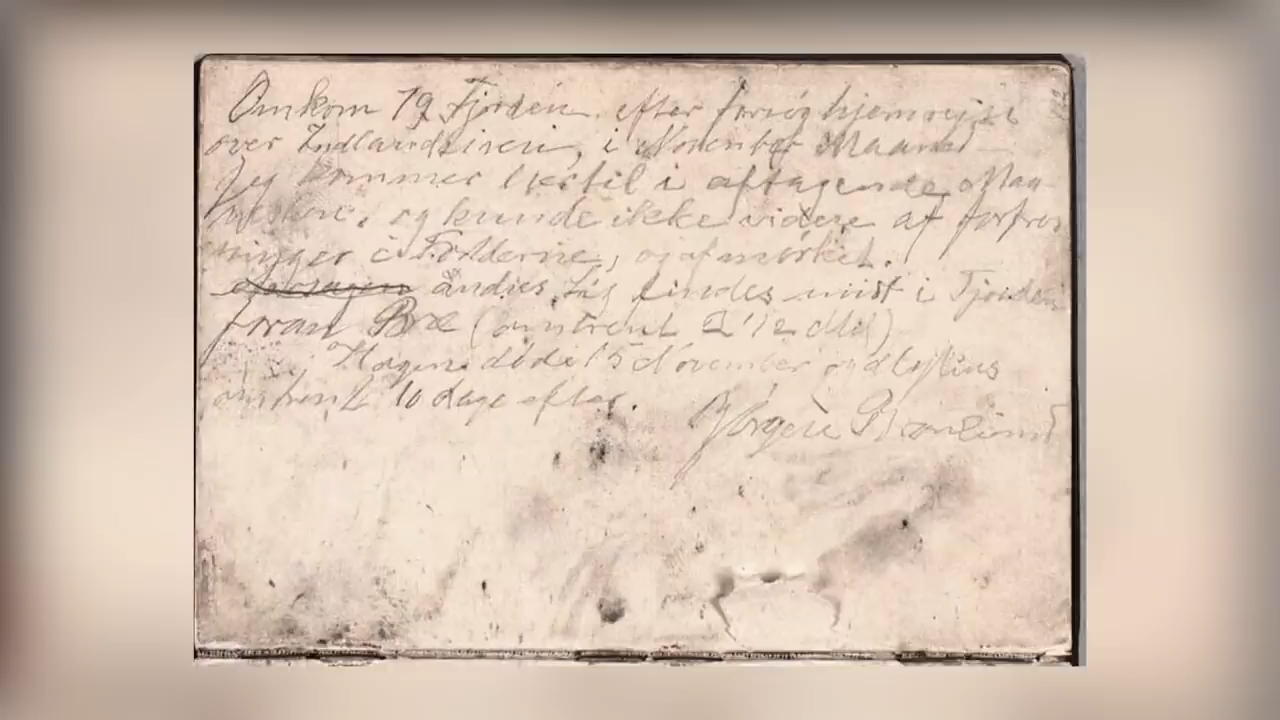 Omkom 79 Fjorden efter forsøg hjemrejse
over Indlandsisen, i November Maaned
Jeg kommer hertil i aftagende Maa-
neskin, og kunde ikke videre af forfros-
ninger i Fødderne, og af mørket.
andres Lig findes midt i Fjorden
foran Bræ (omtrent 2 1/2 Mil)
Hagen døde 15 November og Mylius
omtrent 10 dage efter.
Jørgen Brønlund